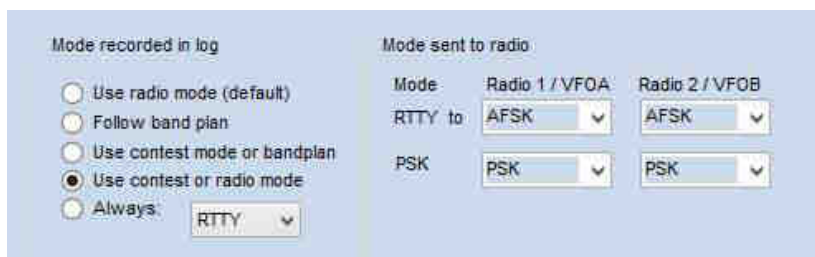 Mode recorded in log
Use radio mode (default)
Follow band plan
Use contest mode or bandplan
Use contest or radio mode
Always: RTTY
Mode sent to radio
Mode Radio 1 / VFOA Radio 2 / VFOB
RTTY to AFSK AFSK
PSK PSK PSK